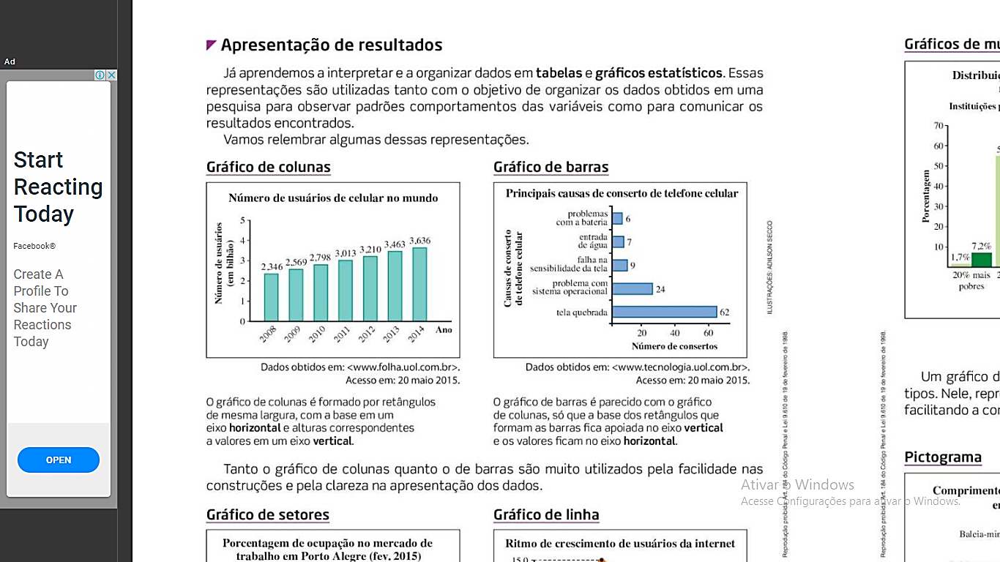 Ad
Start
Reacting
Today
Facebook®
Create A
Profile To
Share Your
Reactions
Today
OPEN
Apresentação de resultados
Já aprendemos a interpretar e a organizar dados em tabelas e gráficos estatísticos. Essas
representações são utilizadas tanto com o objetivo de organizar os dados obtidos em uma
pesquisa para observar padrões comportamentos das variáveis como para comunicar os
resultados encontrados.
Vamos relembrar algumas dessas representações.
Gráfico de colunas
Número de usuários de celular no mundo
Número de usuários
(em bilhão)
5
4
3
2
1
0
2,346 2,569 2,798 3,013 3,210 3,463 3,636
2008 2009 2010 2011 2012 2013 2014 Ano
Dados obtidos em: <www.folha.uol.com.br>.
Acesso em: 20 maio 2015.
O gráfico de colunas é formado por retângulos
de mesma largura, com a base em um
eixo horizontal e alturas correspondentes
a valores em um eixo vertical.
Gráfico de barras
Principais causas de conserto de telefone celular
Causas de conserto
de telefone celular
problemas
com a bateria 6
entrada
de água 7
falha na
sensibilidade da tela 9
problema com
sistema operacional 24
tela quebrada 62
20 40 60
Número de consertos
Dados obtidos em: <www.tecnologia.uol.com.br>.
Acesso em: 20 maio 2015.
O gráfico de barras é parecido com o gráfico
de colunas, só que a base dos retângulos que
formam as barras fica apoiada no eixo vertical
e os valores ficam no eixo horizontal.
ILUSTRAÇÕES: ADILSON SECCO
Tanto o gráfico de colunas quanto o de barras são muito utilizados pela facilidade nas
construções e pela clareza na apresentação dos dados.
Gráfico de setores
Porcentagem de ocupação no mercado de
trabalho em Porto Alegre (fev. 2015)
Gráfico de linha
Ritmo de crescimento de usuários da internet
15,0
Reprodução proibida. Art. 184 do Código Penal e Lei 9.610 de 19 de fevereiro de 1998.
Reprodução proibida. Art. 184 do Código Penal e Lei 9.610 de 19 de fevereiro de 1998.
Gráficos de mu
Distribuiç
Instituições p
Porcentagem
70
60
50
40
30
20
10
1,7% 7,2%
5
20% mais 2
pobres
Um gráfico d
tipos. Nele, repre
facilitando a con
Pictograma
Comprimento
en
Baleia-min
Ativar o Windows
Acesse Configurações para ativar o Windows.